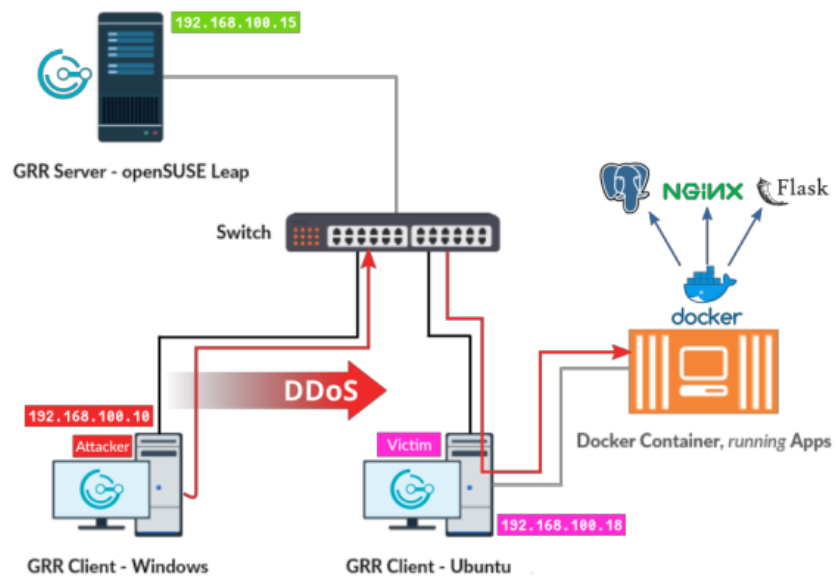 192.168.100.15
GRR Server - openSUSE Leap
Switch
NGINX
Flask
docker
DDoS
192.168.100.10
Attacker
Victim
Docker Container, running Apps
192.168.100.18
GRR Client - Windows
GRR Client - Ubuntu